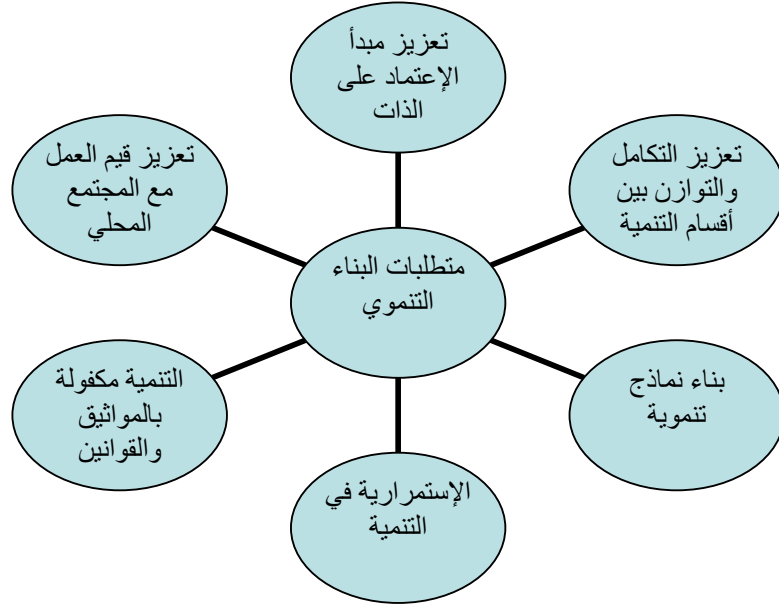 تعزيز مبدأ
الإعتماد على
الذات
تعزيز التكامل
والتوازن بين
أقسام التنمية
تعزيز قيم العمل
مع المجتمع
المحلي
متطلبات البناء
التنموي
بناء نماذج
تنموية
التنمية مكفولة
بالمواثيق
والقوانين
الإستمرارية في
التنمية